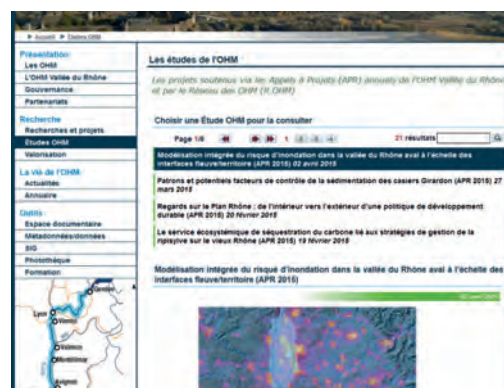 Accueil Etudes OHM
Présentation
Les OHM
L'OHM Vallée du Rhône
Gouvernance
Partenariats
Recherche
Recherches et projets
Études OHM
Valorisation
La vie de l'OHM
Actualités
Annuaire
Outils
Espace documentaire
Métadonnées/données
SIG
Photothèque
Formation
Genève
Lyon
Vienne
Valence
Montélimar
Avignon
Les études de l'OHM
Les projets soutenus via les Appels à Projets (APR) annuels de l'OHM Vallée du Rhône
et par le Réseau des OHM (R.OHM)
Choisir une Étude OHM pour la consulter
Page 1/6 1 2 3 4 21 résultats
Modélisation intégrée du risque d'inondation dans la vallée du Rhône aval à l'échelle des
interfaces fleuve/territoire (APR 2015) 02 avril 2015
Patrons et potentiels facteurs de contrôle de la sédimentation des casiers Girardon (APR 2015) 27
mars 2015
Regards sur le Plan Rhône : de l'intérieur vers l'extérieur d'une politique de développement
durable (APR 2015) 20 février 2015
Le service écosystémique de séquestration du carbone lié aux stratégies de gestion de la
ripisylve sur le vieux Rhône (APR 2015) 19 février 2015
Modélisation intégrée du risque d'inondation dans la vallée du Rhône aval à l'échelle des
interfaces fleuve/territoire (APR 2015)